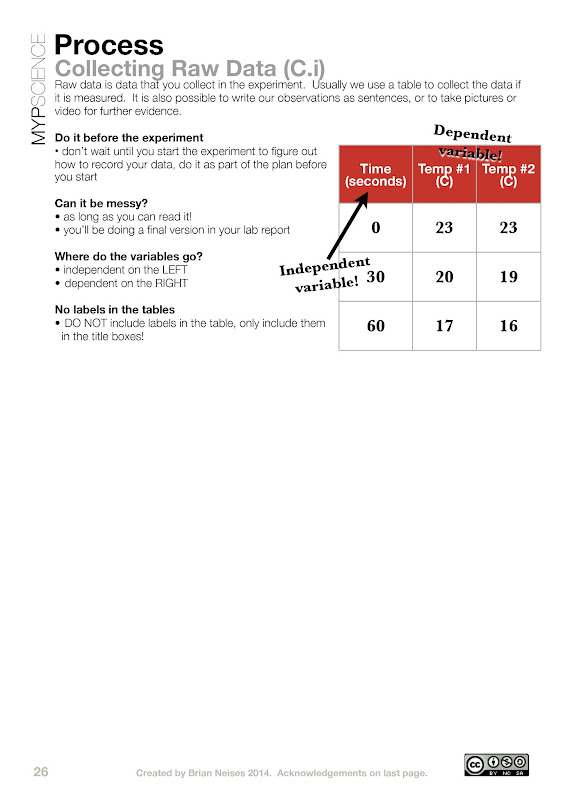 MYPSCIENCE
Process
Collecting Raw Data (C.i)
Raw data is data that you collect in the experiment.  Usually we use a table to collect the data if
it is measured.  It is also possible to write our observations as sentences, or to take pictures or
video for further evidence.
Do it before the experiment
• don't wait until you start the experiment to figure out
how to record your data, do it as part of the plan before
you start
Can it be messy?
• as long as you can read it!
• you'll be doing a final version in your lab report
Where do the variables go?
• independent on the LEFT
• dependent on the RIGHT
No labels in the tables
• DO NOT include labels in the table, only include them
in the title boxes!
Dependent
variable!
Time Temp #1 Temp #2
(seconds) (C) (C)
0 23 23
Independent
variable!
30 20 19
60 17 16
26
Created by Brian Neises 2014.  Acknowledgements on last page.
cc
BY NC SA